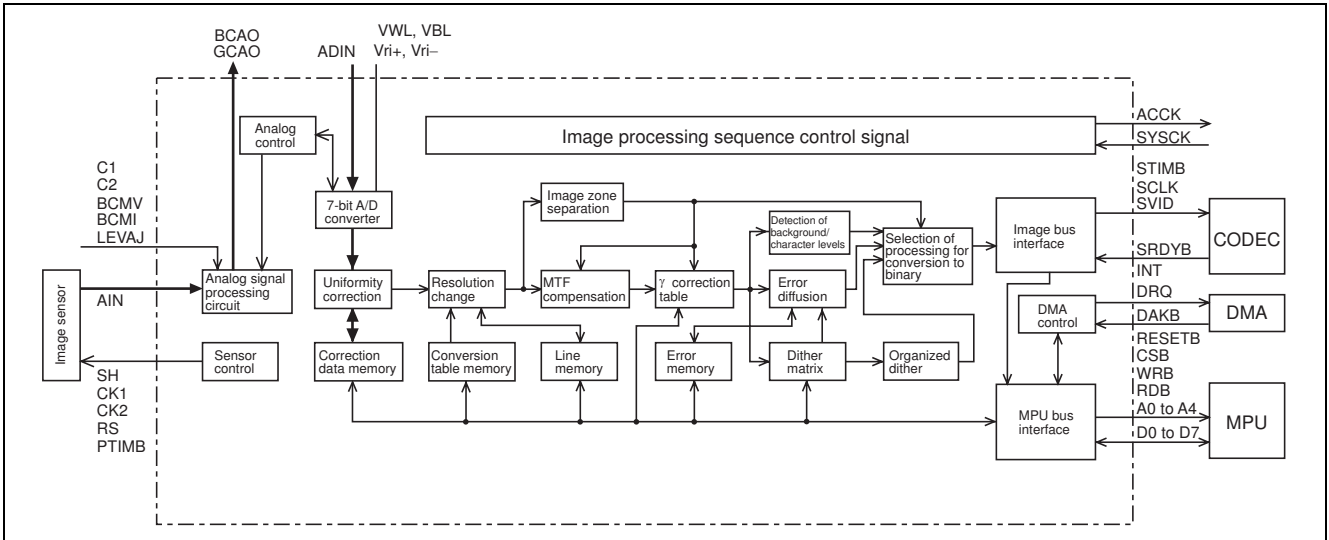 BCAO
GCAO
ADIN
VWL, VBL
Vri+, Vri–
Analog
control
Image processing sequence control signal
ACCK
SYSCK
C1
C2
BCMV
BCMI
LEVAJ
7-bit A/D
converter
Image zone
separation
Detection of
background/
character levels
Selection of
processing for
conversion to
binary
Image bus
interface
STIMB
SCLK
SVID
SRDYB
INT
CODEC
Image sensor
AIN
Analog signal
processing
circuit
Uniformity
correction
Resolution
change
MTF
compensation
γ correction
table
Error
diffusion
DMA
control
DRQ
DAKB
DMA
SH
CK1
CK2
RS
PTIMB
Sensor
control
Correction
data memory
Conversion
table memory
Line
memory
Error
memory
Dither
matrix
Organized
dither
MPU bus
interface
RESETB
CSB
WRB
RDB
A0 to A4
D0 to D7
MPU